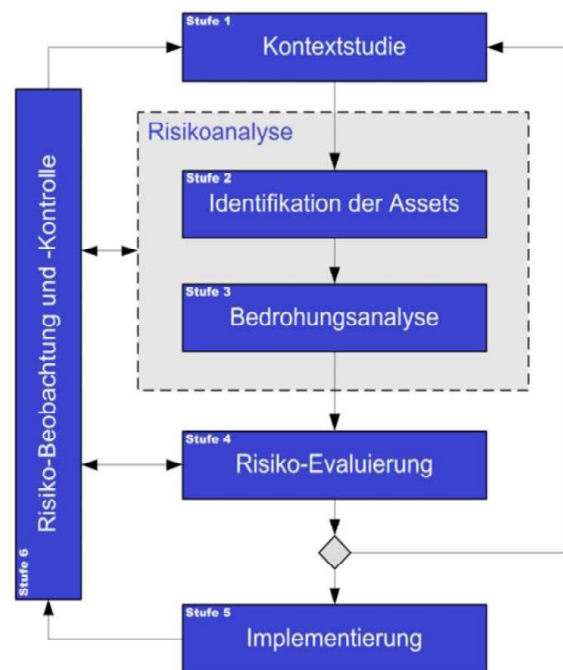 Stufe 1
Kontextstudie
Risikoanalyse
Stufe 2
Identifikation der Assets
Stufe 3
Bedrohungsanalyse
Stufe 4
Risiko-Evaluierung
Stufe 5
Implementierung
Stufe 6
Risiko-Beobachtung und -Kontrolle